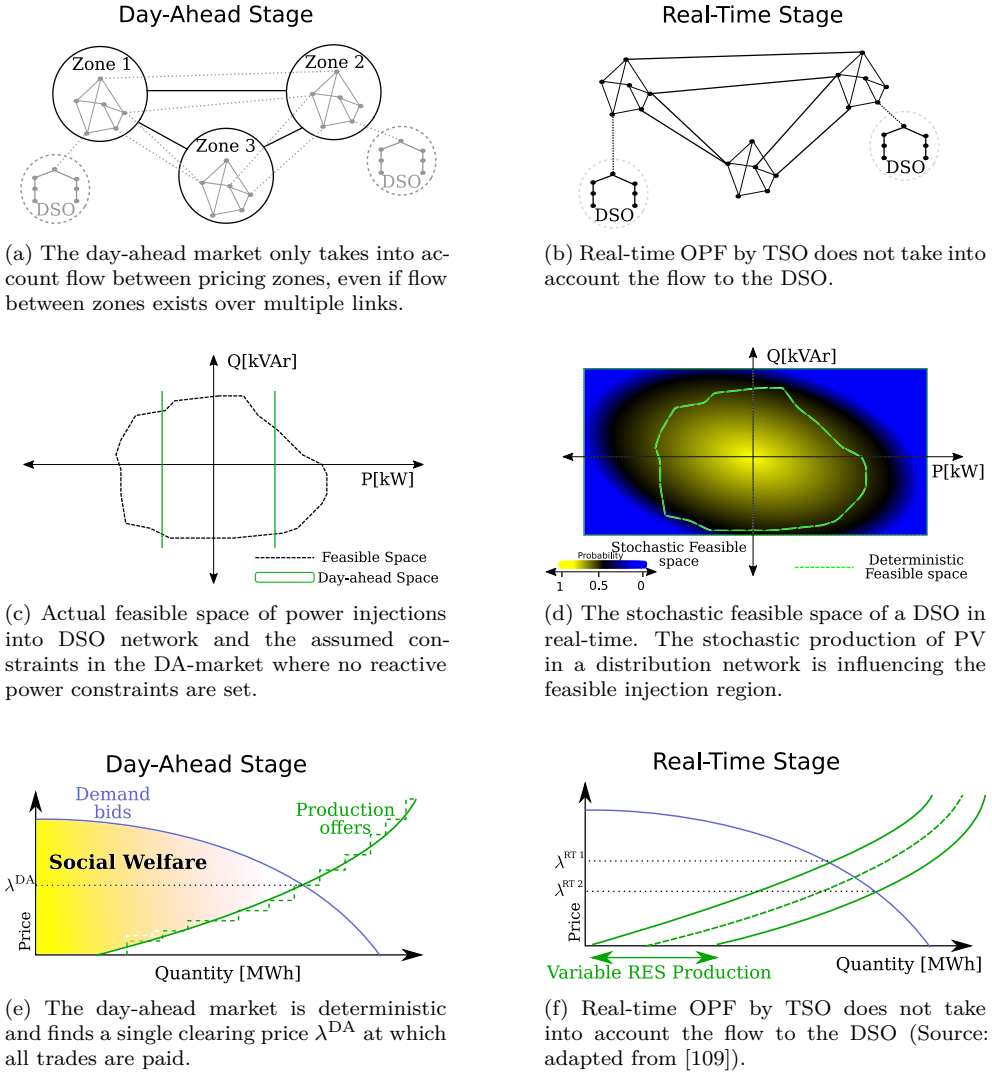 Day-Ahead Stage
Zone 1
Zone 2
Zone 3
DSO
DSO
(a) The day-ahead market only takes into ac-
count flow between pricing zones, even if flow
between zones exists over multiple links.
Real-Time Stage
DSO
DSO
(b) Real-time OPF by TSO does not take into
account the flow to the DSO.
Q[kVAr]
P[kW]
Feasible Space
Day-ahead Space
(c) Actual feasible space of power injections
into DSO network and the assumed con-
straints in the DA-market where no reactive
power constraints are set.
Q[kVAr]
P[kW]
Probability
1
0.5
0
Stochastic Feasible
space
Deterministic
Feasible space
(d) The stochastic feasible space of a DSO in
real-time. The stochastic production of PV
in a distribution network is influencing the
feasible injection region.
Day-Ahead Stage
Demand
bids
Production
offers
Social Welfare
λDA
Price
Quantity [MWh]
(e) The day-ahead market is deterministic
and finds a single clearing price λDA at which
all trades are paid.
Real-Time Stage
λRT 1
λRT 2
Price
Variable RES Production
Quantity [MWh]
(f) Real-time OPF by TSO does not take
into account the flow to the DSO (Source:
adapted from [109]).